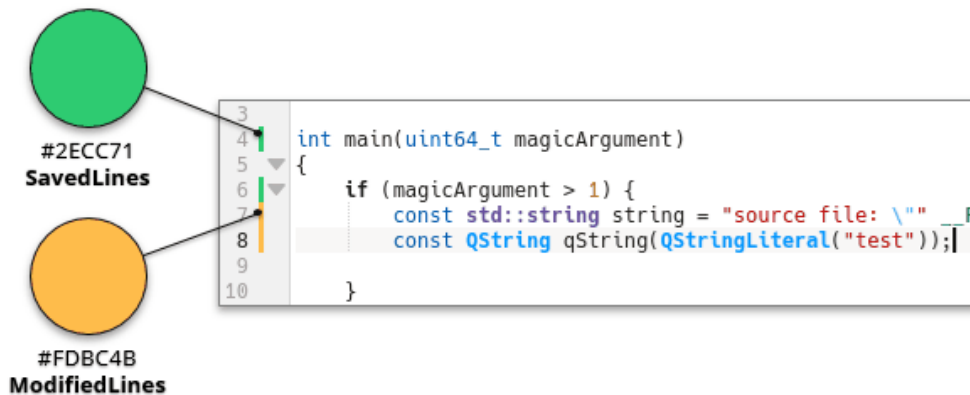 #2ECC71
SavedLines
#FDBC4B
ModifiedLines
3
4 int main(uint64_t magicArgument)
5 {
6 if (magicArgument > 1) {
7 const std::string string = "source file: \"" __
8 const QString qString(QStringLiteral("test"));
9
10 }